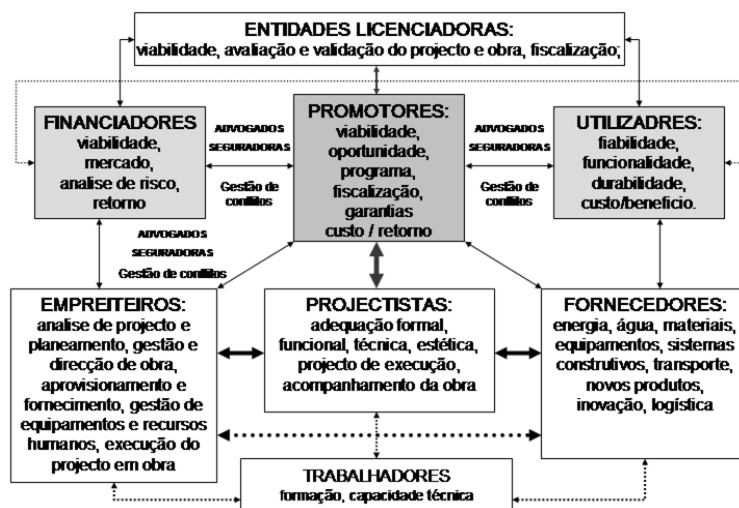 ENTIDADES LICENCIADORAS:
viabilidade, avaliação e validação do projecto e obra, fiscalização;
FINANCIADORES
viabilidade,
mercado,
analise de risco,
retorno
ADVOGADOS
SEGURADORAS
Gestão de
conflitos
PROMOTORES:
viabilidade,
oportunidade,
programa,
fiscalização,
garantias
custo / retorno
ADVOGADOS
SEGURADORAS
Gestão de
conflitos
UTILIZADRES:
fiabilidade,
funcionalidade,
durabilidade,
custo/beneficio.
ADVOGADOS
SEGURADORAS
Gestão de conflitos
EMPREITEIROS:
analise de projecto e
planeamento, gestão e
direcção de obra,
aprovisionamento e
fornecimento, gestão de
equipamentos e recursos
humanos, execução do
projecto em obra
PROJECTISTAS:
adequação formal,
funcional, técnica, estética,
projecto de execução,
acompanhamento da obra
FORNECEDORES:
energia, água, materiais,
equipamentos, sistemas
construtivos, transporte,
novos produtos,
inovação, logística
TRABALHADORES
formação, capacidade técnica